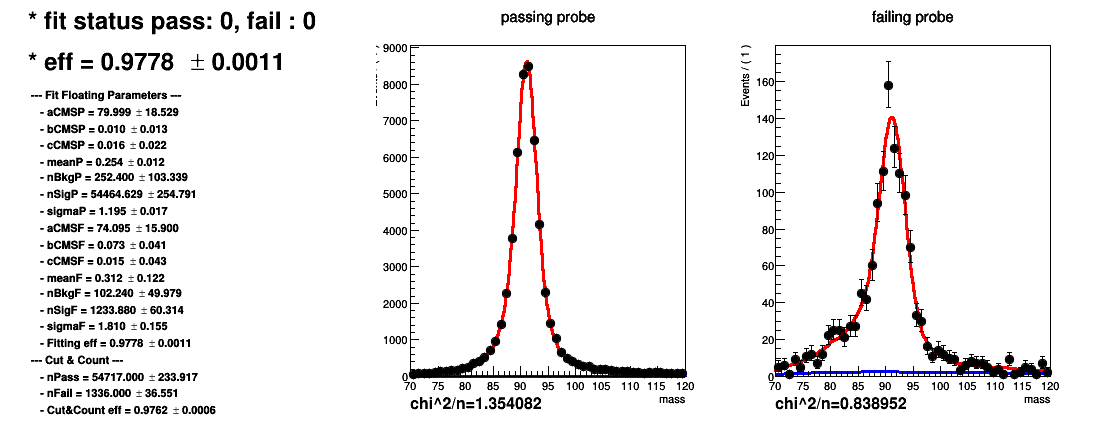 * fit status pass: 0, fail : 0
* eff = 0.9778 ± 0.0011
--- Fit Floating Parameters ---
- aCMSP = 79.999 ± 18.529
- bCMSP = 0.010 ± 0.013
- cCMSP = 0.016 ± 0.022
- meanP = 0.254 ± 0.012
- nBkgP = 252.400 ± 103.339
- nSigP = 54464.629 ± 254.791
- sigmaP = 1.195 ± 0.017
- aCMSF = 74.095 ± 15.900
- bCMSF = 0.073 ± 0.041
- cCMSF = 0.015 ± 0.043
- meanF = 0.312 ± 0.122
- nBkgF = 102.240 ± 49.979
- nSigF = 1233.880 ± 60.314
- sigmaF = 1.810 ± 0.155
- Fitting eff = 0.9778 ± 0.0011
--- Cut & Count ---
- nPass = 54717.000 ± 233.917
- nFail = 1336.000 ± 36.551
- Cut&Count eff = 0.9762 ± 0.0006
passing probe
9000
8000
7000
6000
5000
4000
3000
2000
1000
0
70 75 80 85 90 95 100 105 110 115 120
mass
chi^2/n=1.354082
failing probe
Events / ( 1 )
160
140
120
100
80
60
40
20
0
70 75 80 85 90 95 100 105 110 115 120
mass
chi^2/n=0.838952